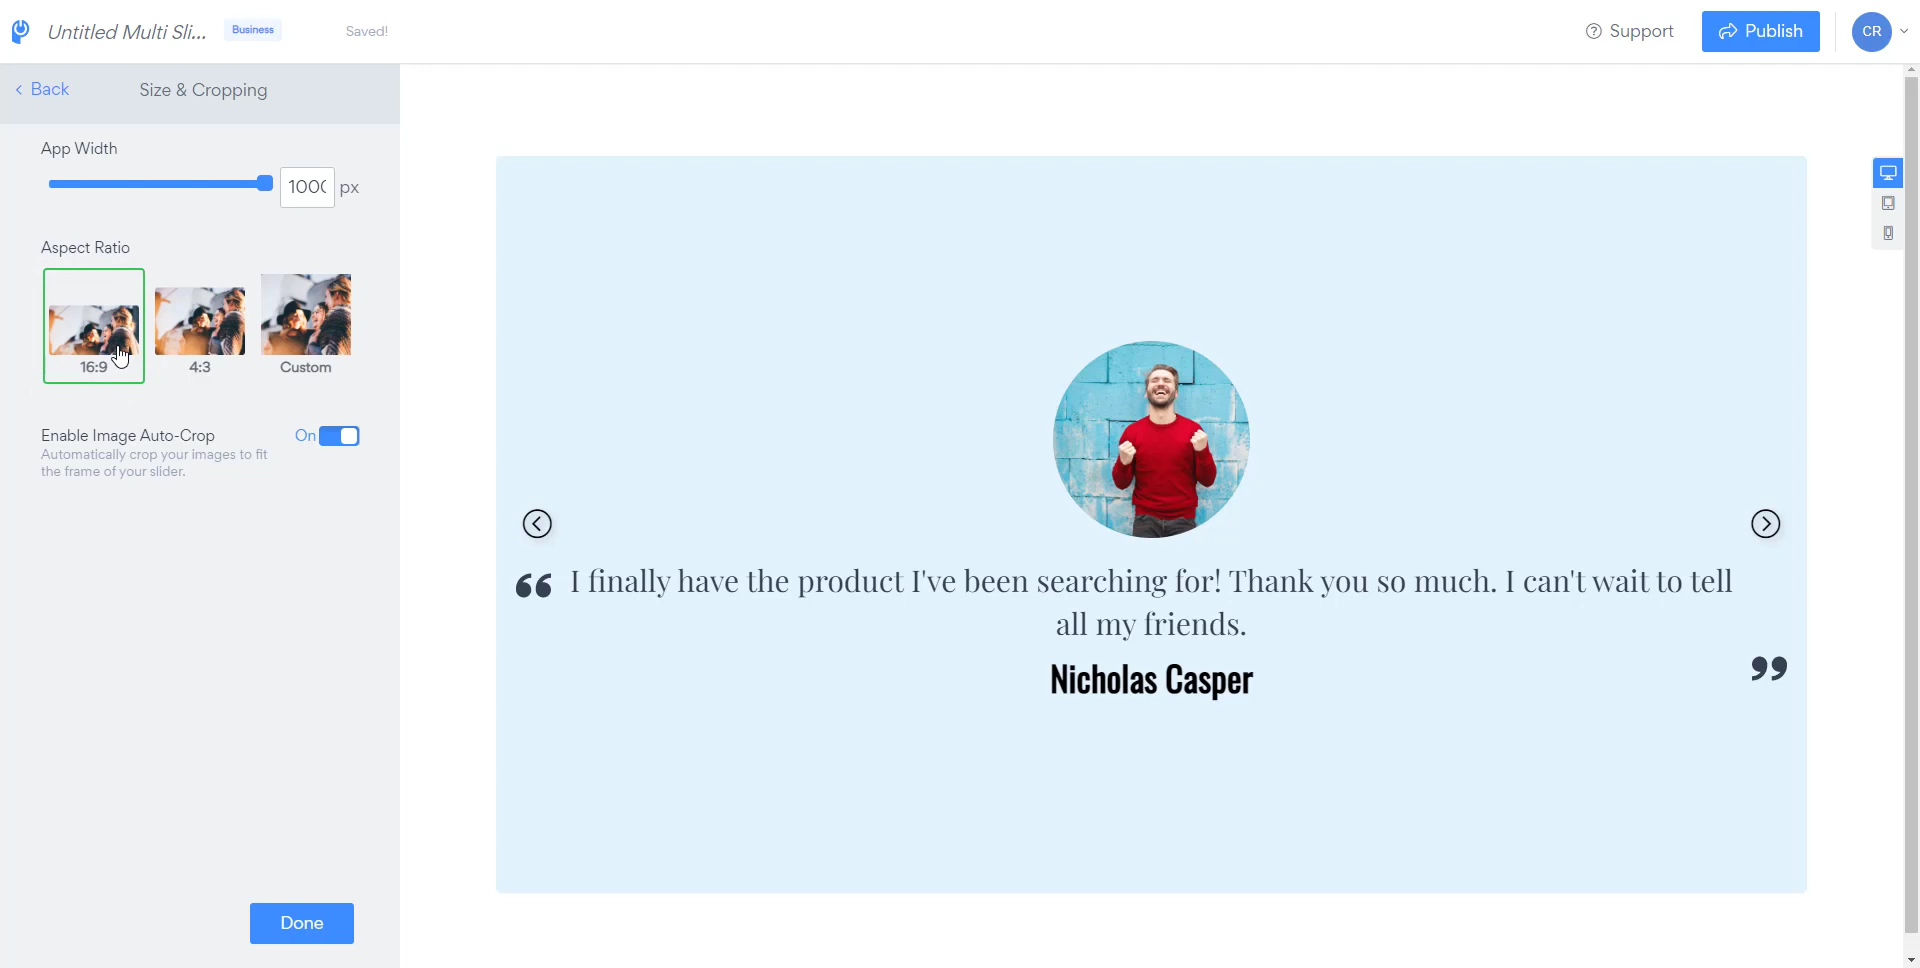 Untitled Multi Sli...
Business
Saved!
Support
Publish
CR
Back
Size & Cropping
App Width
px
Aspect Ratio
16:9
4:3
Custom
Enable Image Auto-Crop
On
Automatically crop your images to fit
the frame of your slider.
Done
“ I finally have the product I've been searching for! Thank you so much. I can't wait to tell
all my friends.
Nicholas Casper
”